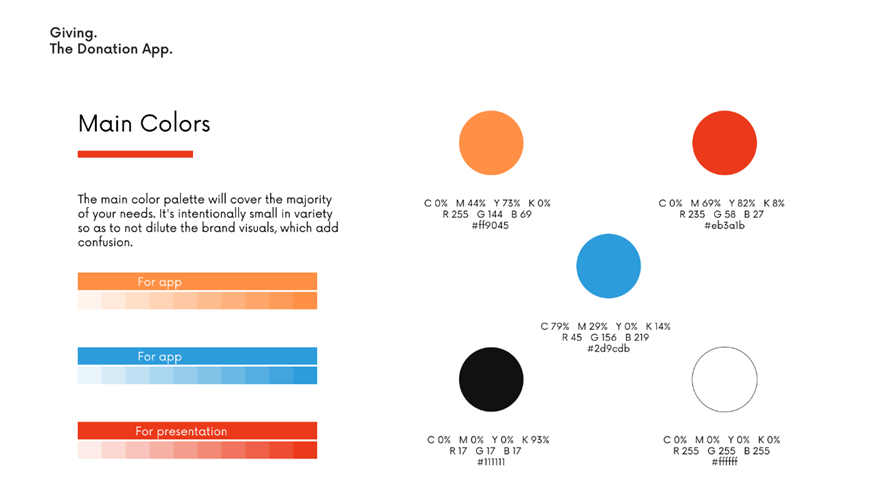 Giving.
The Donation App.
Main Colors
The main color palette will cover the majority
of your needs. It's intentionally small in variety
so as to not dilute the brand visuals, which add
confusion.
For app
For app
For presentation
C 0% M 44% Y 73% K 0%
R 255 G 144 B 69
#ff9045
C 0% M 69% Y 82% K 8%
R 235 G 58 B 27
#eb3a1b
C 79% M 29% Y 0% K 14%
R 45 G 156 B 219
#2d9cdb
C 0% M 0% Y 0% K 93%
R 17 G 17 B 17
#111111
C 0% M 0% Y 0% K 0%
R 255 G 255 B 255
#ffffff